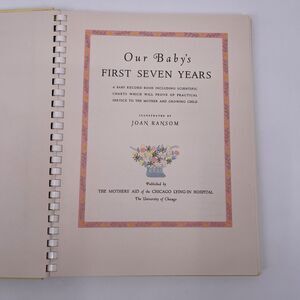 Our Baby's
FIRST SEVEN YEARS
A BABY RECORD BOOK INCLUDING SCIENTIFIC
CHARTS WHICH WILL PROVE OF PRACTICAL
SERVICE TO THE MOTHER AND GROWING CHILD
ILLUSTRATED BY
JOAN RANSOM
Published by
THE MOTHERS' AID of the CHICAGO LYING-IN HOSPITAL
The University of Chicago